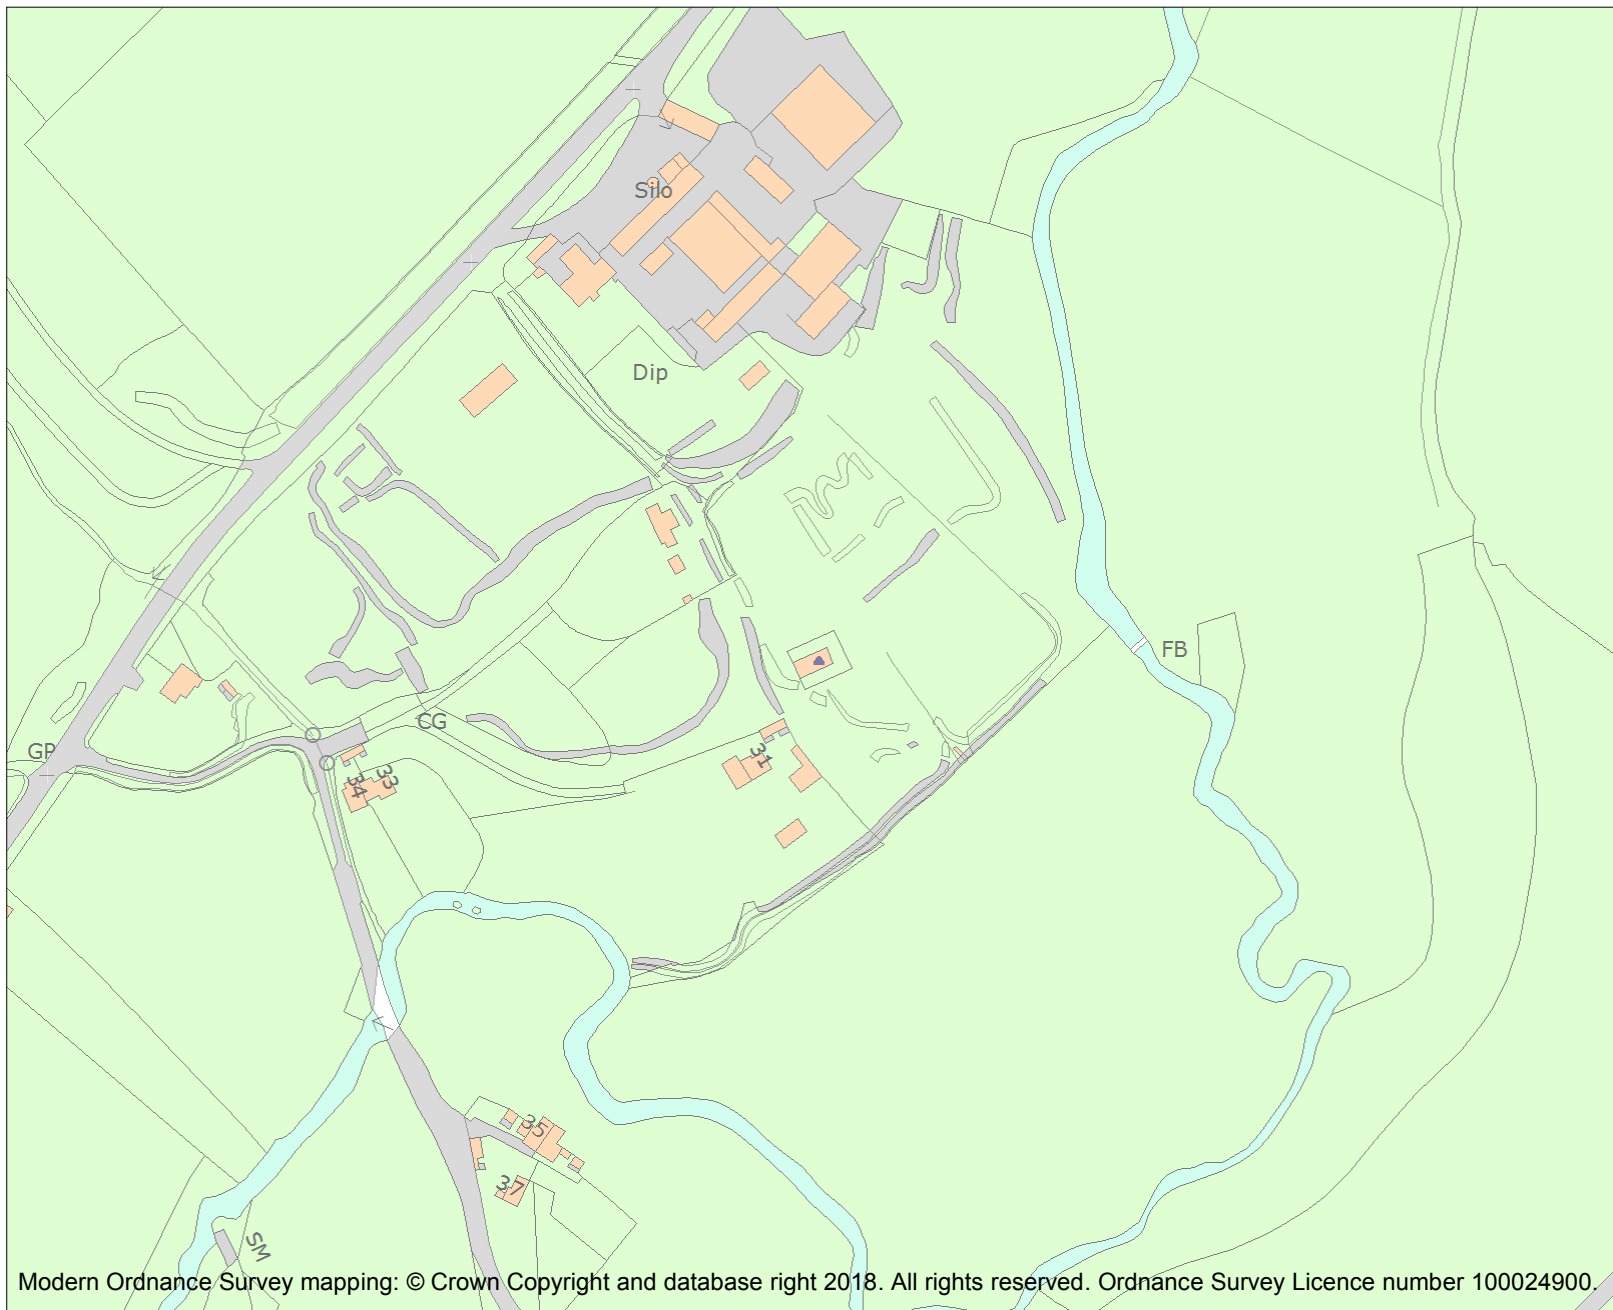 Silo
Dip
FB
CG
GP
31
33
34
35
37
SM
Modern Ordnance Survey mapping: © Crown Copyright and database right 2018. All rights reserved. Ordnance Survey Licence number 100024900.